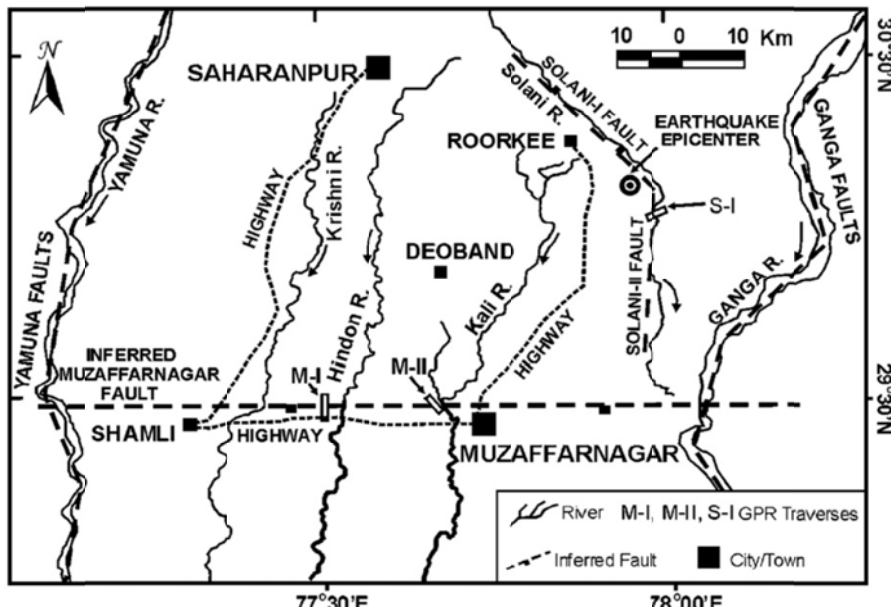 10 0 10 Km
N
30°30'
SAHARANPUR
YAMUNA R.
SOLANI-I FAULT
Solani R.
GANGA FAULTS
ROORKEE
EARTHQUAKE
EPICENTER
Krishni R.
HIGHWAY
S-I
DEOBAND
Kali R.
SOLANI-II FAULT
GANGA R.
YAMUNA FAULTS
Hindon R.
HIGHWAY
INFERRED
MUZAFFARNAGAR
FAULT
M-I
M-II
29°30'N
SHAMLI
HIGHWAY
MUZAFFARNAGAR
River M-I, M-II, S-I GPR Traverses
Inferred Fault City/Town
77°30'E
78°00'E